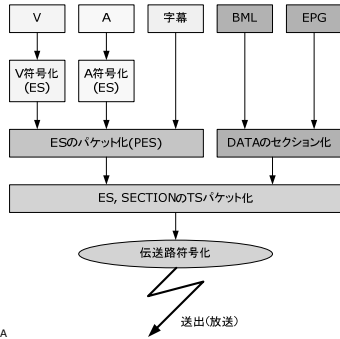 V
A
字幕
BML
EPG
V符号化
(ES)
A符号化
(ES)
ESのパケット化(PES)
DATAのセクション化
ES, SECTIONのTSパケット化
伝送路符号化
送出(放送)
A